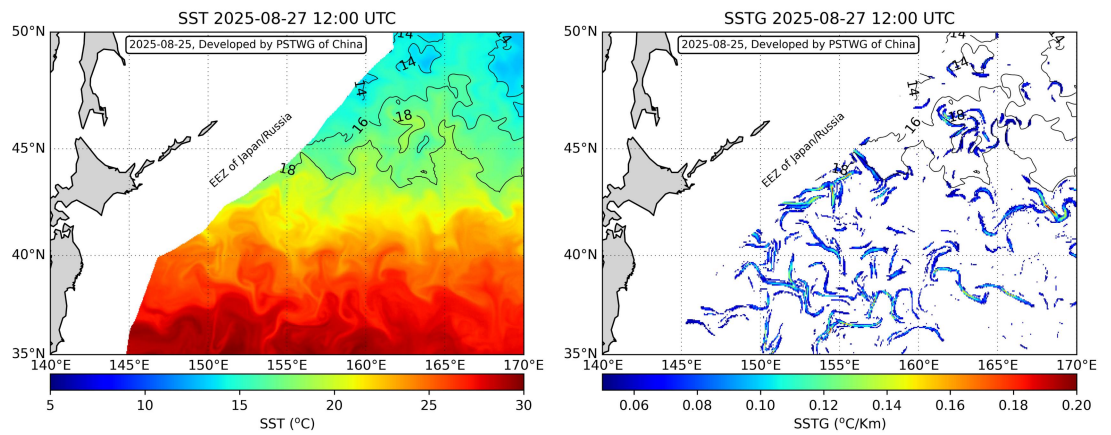 SST 2025-08-27 12:00 UTC
2025-08-25, Developed by PSTWG of China
50°N
45°N
40°N
35°N
140°E 145°E 150°E 155°E 160°E 165°E 170°E
EEZ of Japan/Russia
14
14
14
16
18
18
5 10 15 20 25 30
SST (°C)
SSTG 2025-08-27 12:00 UTC
2025-08-25, Developed by PSTWG of China
50°N
45°N
40°N
35°N
140°E 145°E 150°E 155°E 160°E 165°E 170°E
EEZ of Japan/Russia
14
14
14
16
18
18
0.06 0.08 0.10 0.12 0.14 0.16 0.18 0.20
SSTG (°C/Km)